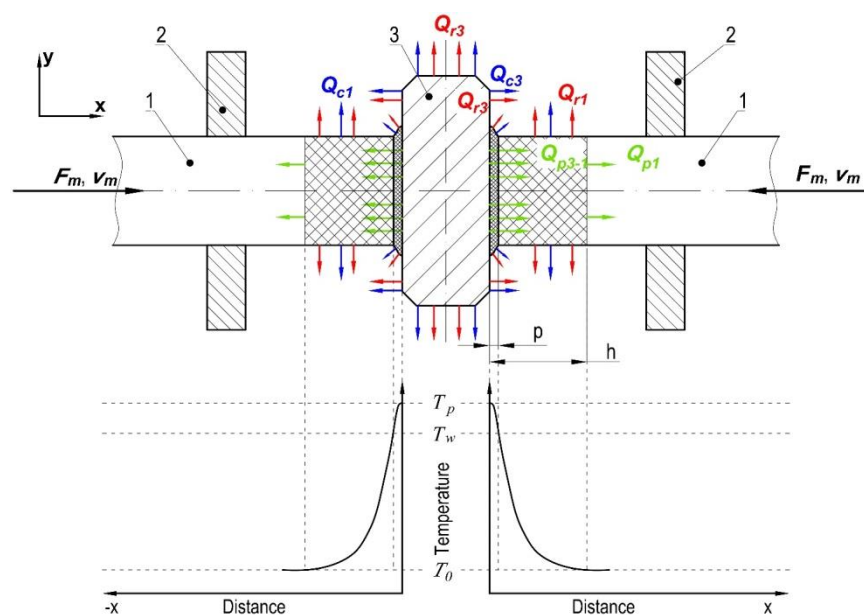 2
3
Q_r3
2
y
Q_c1
Q_c3
1
x
Q_r3
Q_r1
1
F_m, v_m
Q_p3-1
Q_p1
F_m, v_m
p
h
T_p
T_w
Temperature
T_0
-x
Distance
Distance
x